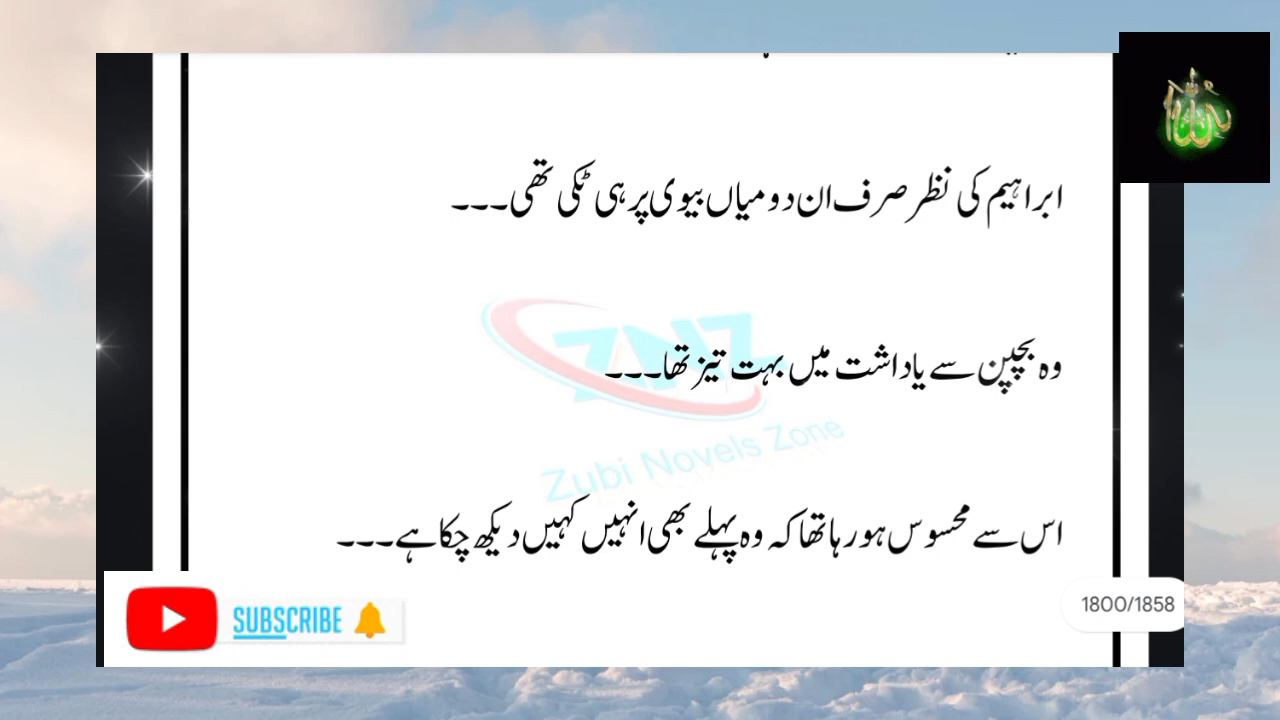 ابراہیم کی نظر صرف ان دو میاں بیوی پر ہی ٹکی تھی۔۔۔
ZNZ
وہ بچپن سے یاداشت میں بہت تیز تھا۔۔۔
Zubi Novels Zone
اس سے محسوس ہو رہا تھا کہ وہ پہلے بھی انہیں کہیں دیکھ چکا ہے۔۔۔
1800/1858
SUBSCRIBE
الله